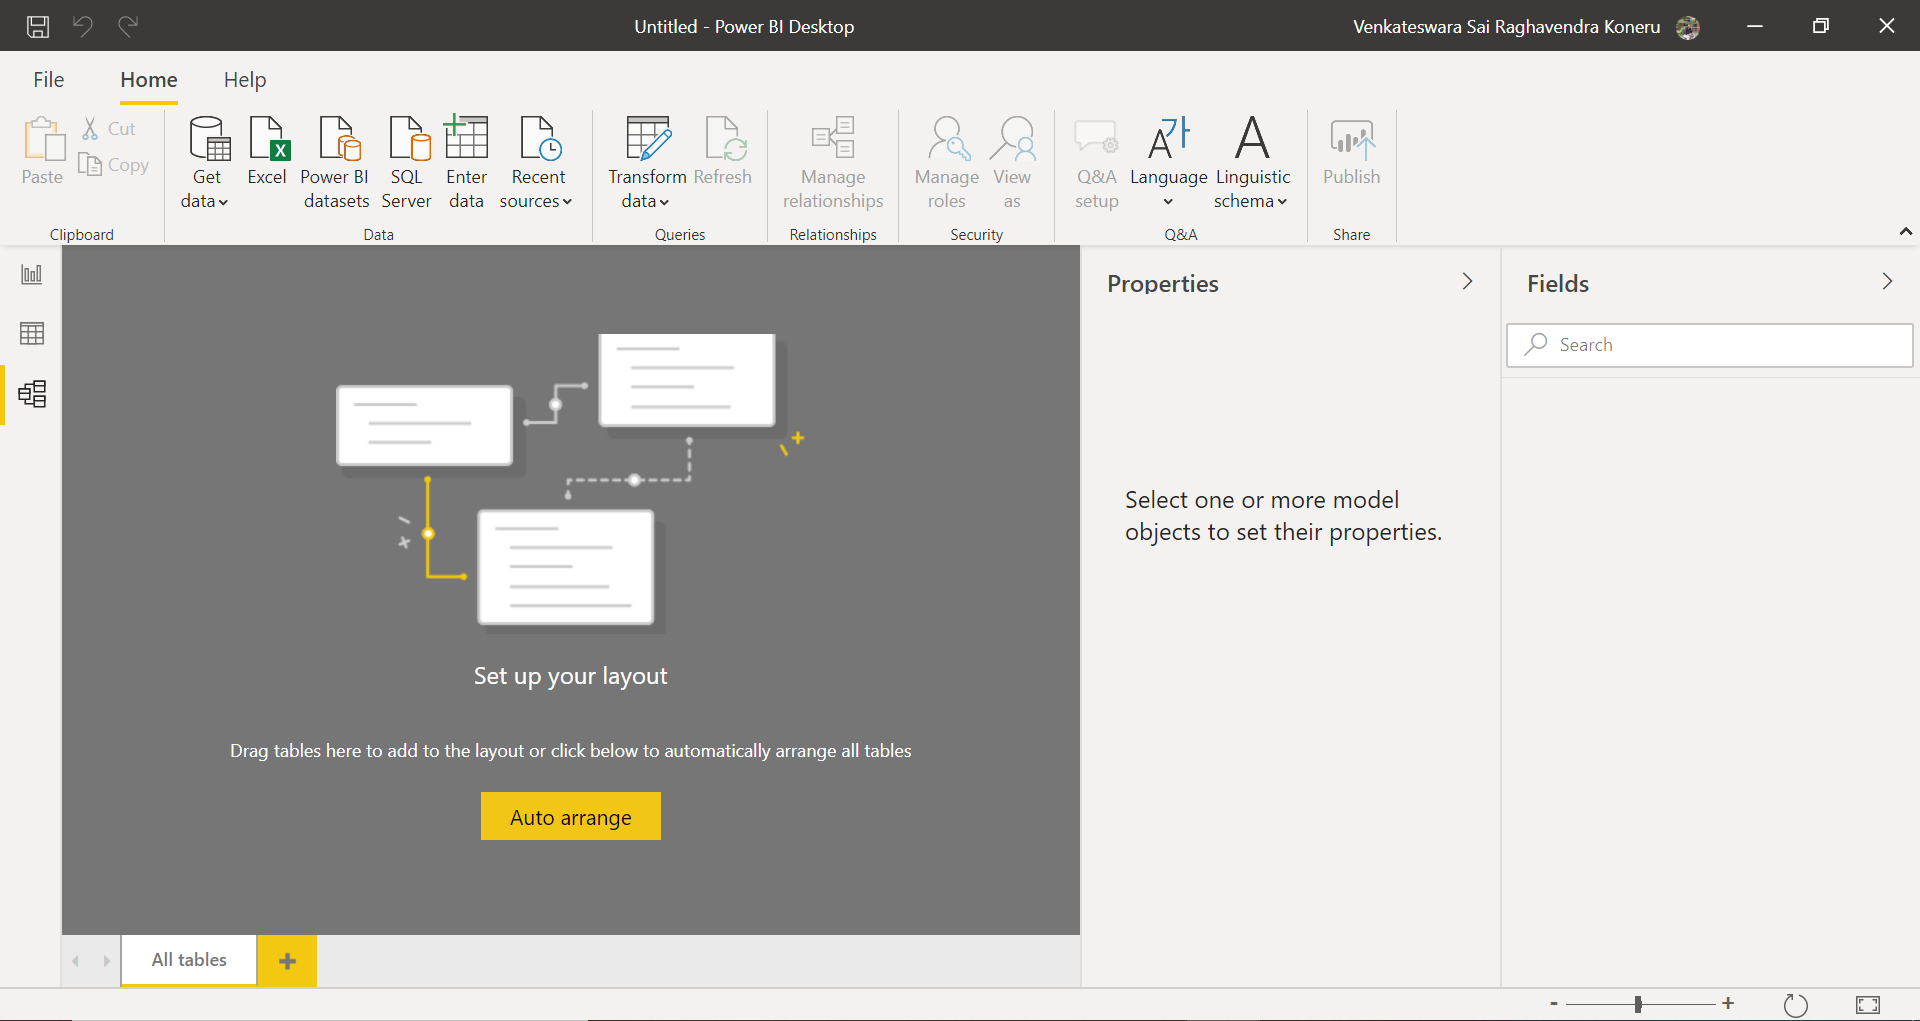 Untitled - Power BI Desktop
Venkateswara Sai Raghavendra Koneru
File
Home
Help
Paste
Cut
Copy
Clipboard
Get
data
Excel
Power BI
datasets
SQL
Server
Enter
data
Recent
sources
Data
Transform
data
Refresh
Queries
Manage
relationships
Relationships
Manage
roles
View
as
Security
Q&A
setup
Language
Linguistic
schema
Q&A
Publish
Share
Set up your layout
Drag tables here to add to the layout or click below to automatically arrange all tables
Auto arrange
Properties
Select one or more model
objects to set their properties.
Fields
Search
All tables